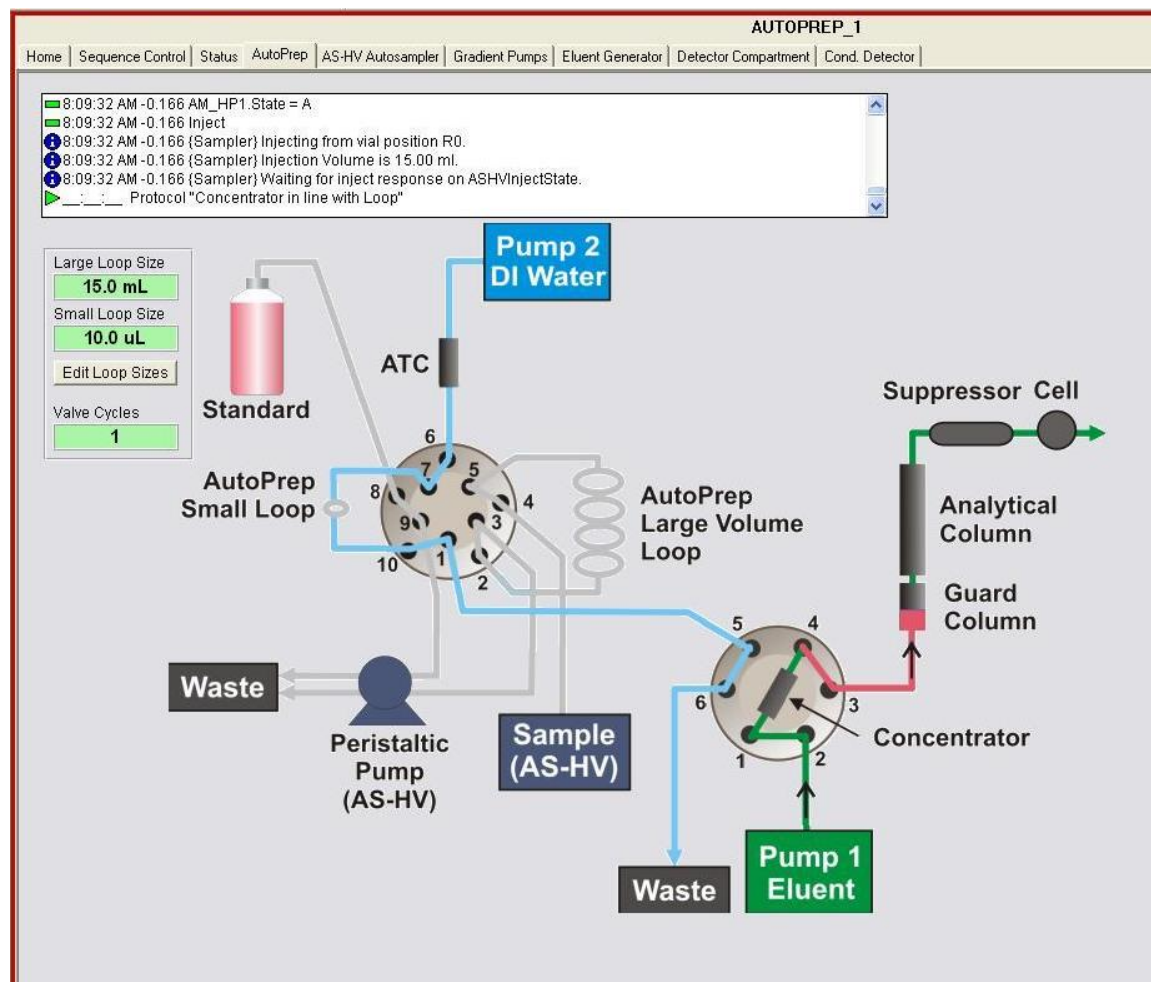 AUTOPREP_1
Home Sequence Control Status AutoPrep AS-HV Autosampler Gradient Pumps Eluent Generator Detector Compartment Cond. Detector
8:09:32 AM -0.166 AM_HP1.State = A
8:09:32 AM -0.166 Inject
8:09:32 AM -0.166 {Sampler} Injecting from vial position R0.
8:09:32 AM -0.166 {Sampler} Injection Volume is 15.00 ml.
8:09:32 AM -0.166 {Sampler} Waiting for inject response on ASHVInjectState.
__:__:__ Protocol "Concentrator in line with Loop"
Large Loop Size
15.0 mL
Small Loop Size
10.0 uL
Edit Loop Sizes
Valve Cycles
1
Standard
Pump 2
DI Water
ATC
AutoPrep
Small Loop
6
7
5
8
4
9
3
1
10
2
AutoPrep
Large Volume
Loop
Suppressor Cell
Analytical
Column
Guard
Column
Waste
Peristaltic
Pump
(AS-HV)
Sample
(AS-HV)
5
4
6
3
1
2
Concentrator
Waste
Pump 1
Eluent